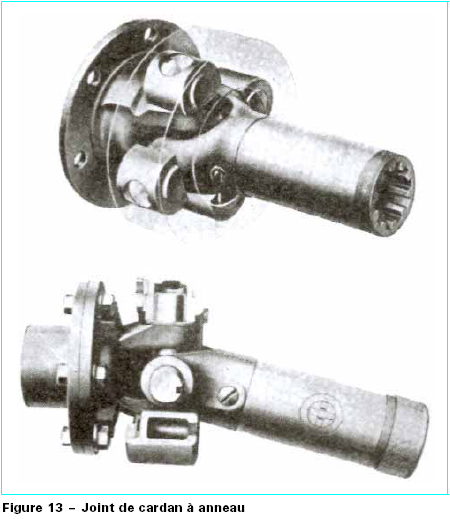 Figure 13 – Joint de cardan à anneau